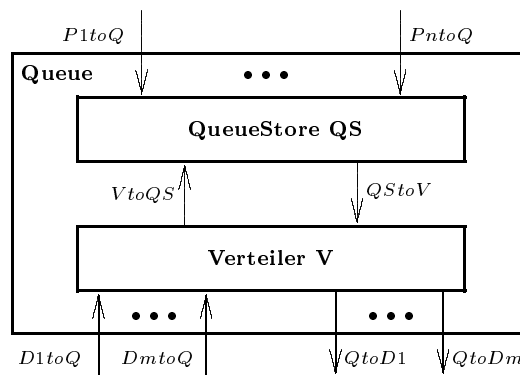 P1toQ PntoQ
Queue
QueueStore QS
VtoQS QStoV
Verteiler V
D1toQ DmtoQ QtoD1 QtoDm